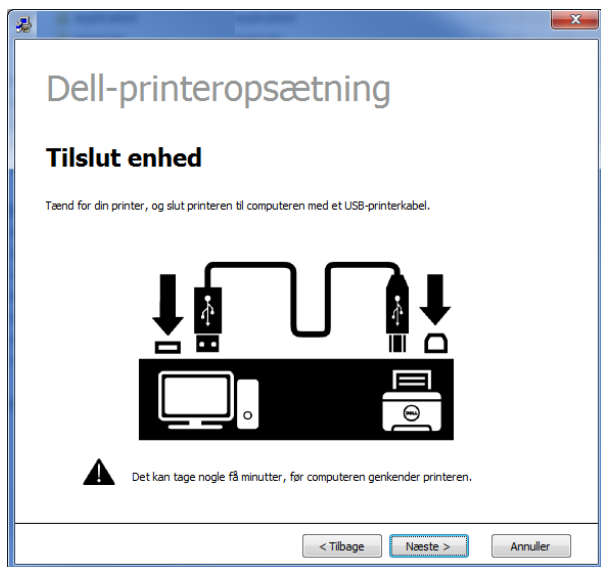 Dell-printeropsætning
Tilslut enhed
Tænd for din printer, og slut printeren til computeren med et USB-printerkabel.
DELL
Det kan tage nogle få minutter, før computeren genkender printeren.
< Tilbage Næste > Annuller